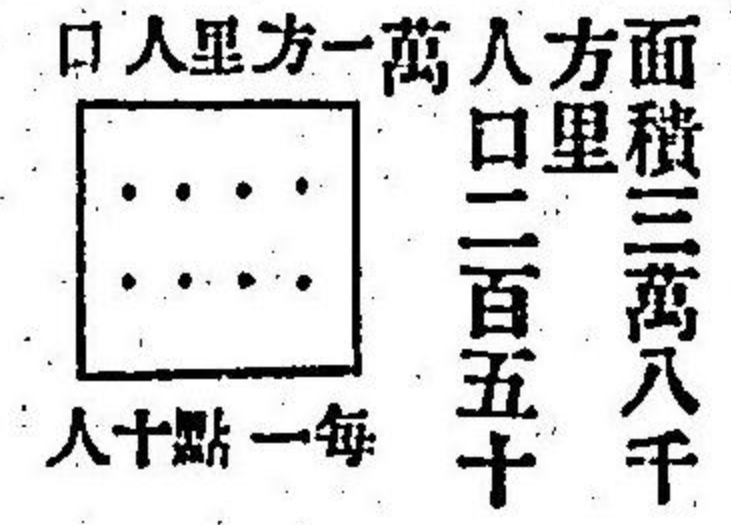 面積三萬八千
方里
人口二百五十
萬
一方里人口
每一點十人